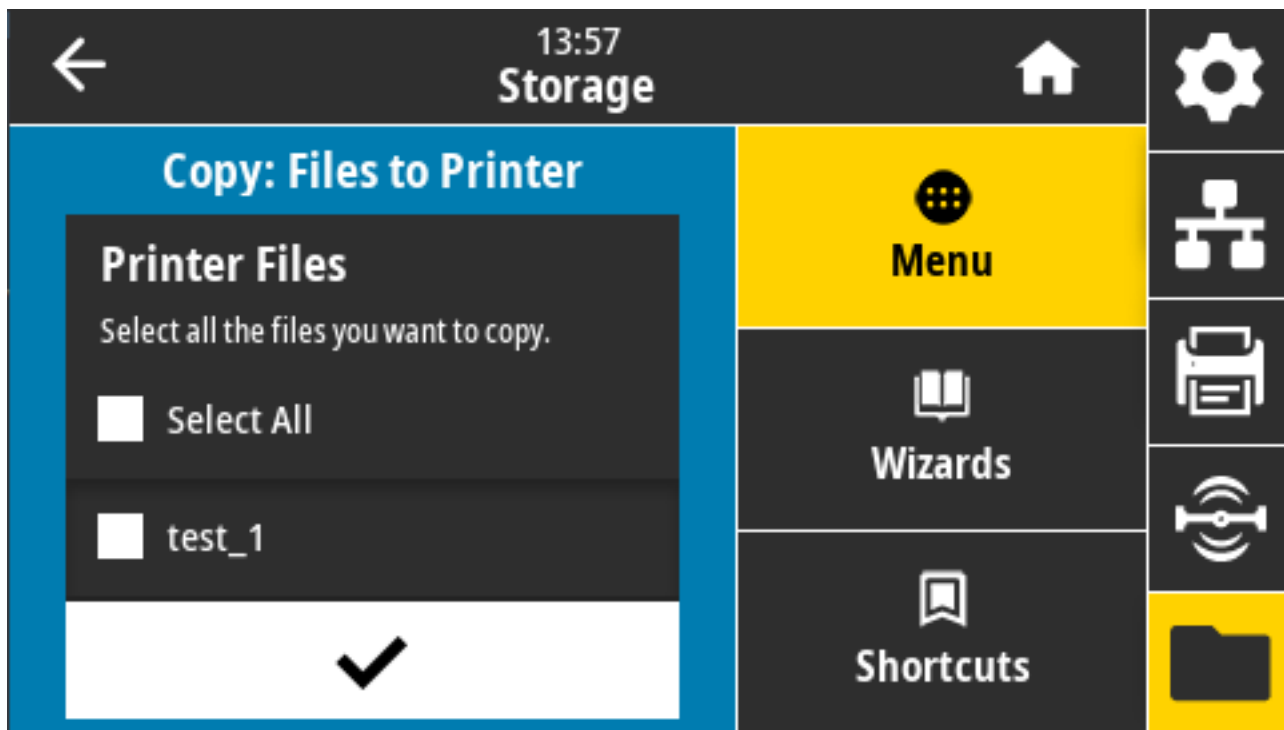 13:57
Storage
Copy: Files to Printer
Printer Files
Select all the files you want to copy.
Select All
test_1
Menu
Wizards
Shortcuts